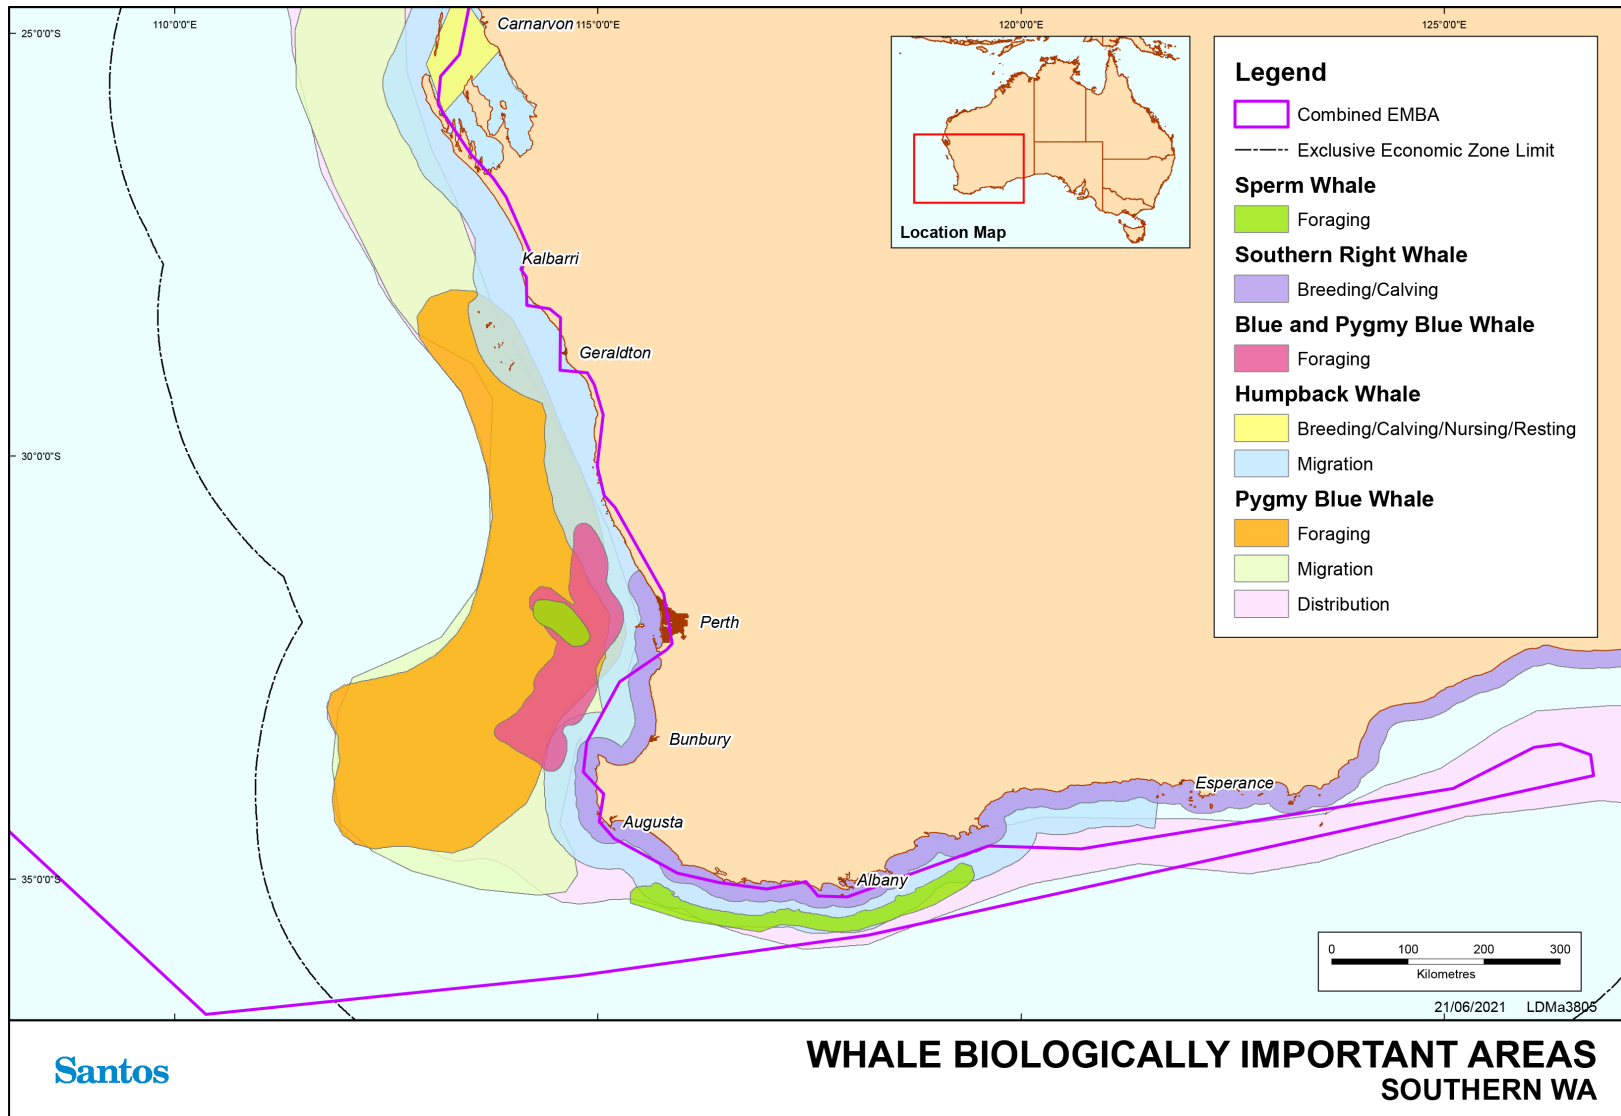 110°0'0"E
115°0'0"E
120°0'0"E
125°0'0"E
25°0'0"S
30°0'0"S
35°0'0"S
Carnarvon
Kalbarri
Geraldton
Perth
Bunbury
Augusta
Albany
Esperance
Location Map
Legend
Combined EMBA
Exclusive Economic Zone Limit
Sperm Whale
Foraging
Southern Right Whale
Breeding/Calving
Blue and Pygmy Blue Whale
Foraging
Humpback Whale
Breeding/Calving/Nursing/Resting
Migration
Pygmy Blue Whale
Foraging
Migration
Distribution
0 100 200 300
Kilometres
21/06/2021 LDMa3805
Santos
WHALE BIOLOGICALLY IMPORTANT AREAS
SOUTHERN WA